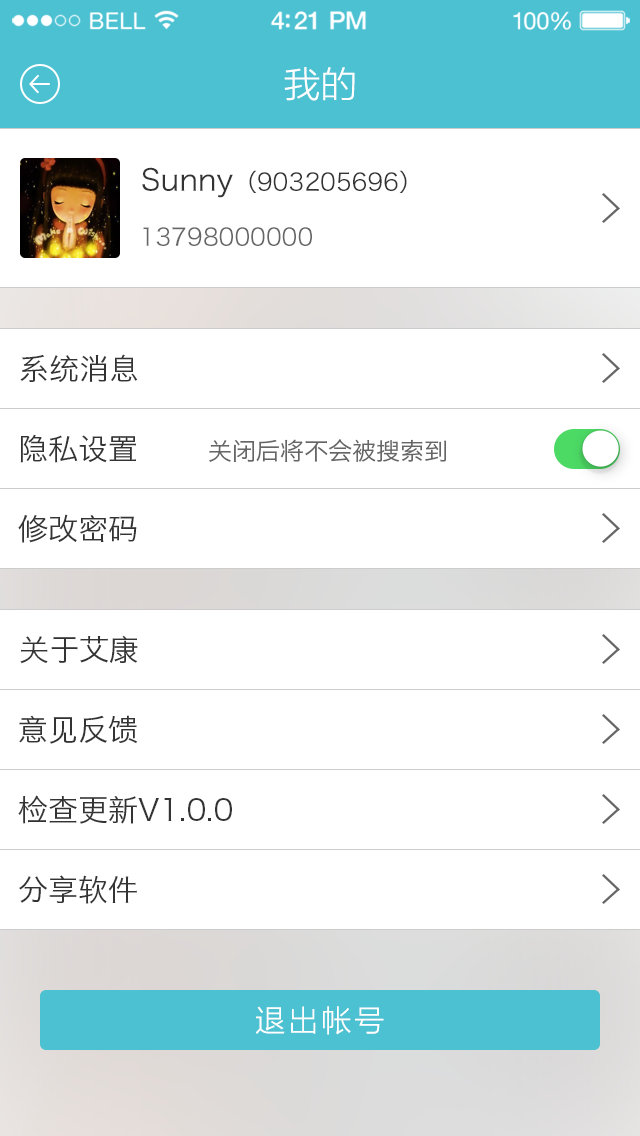 BELL 4:21 PM 100%
我的
Sunny（903205696）
13798000000
系统消息
隐私设置 关闭后将不会被搜索到
修改密码
关于艾康
意见反馈
检查更新V1.0.0
分享软件
退出帐号